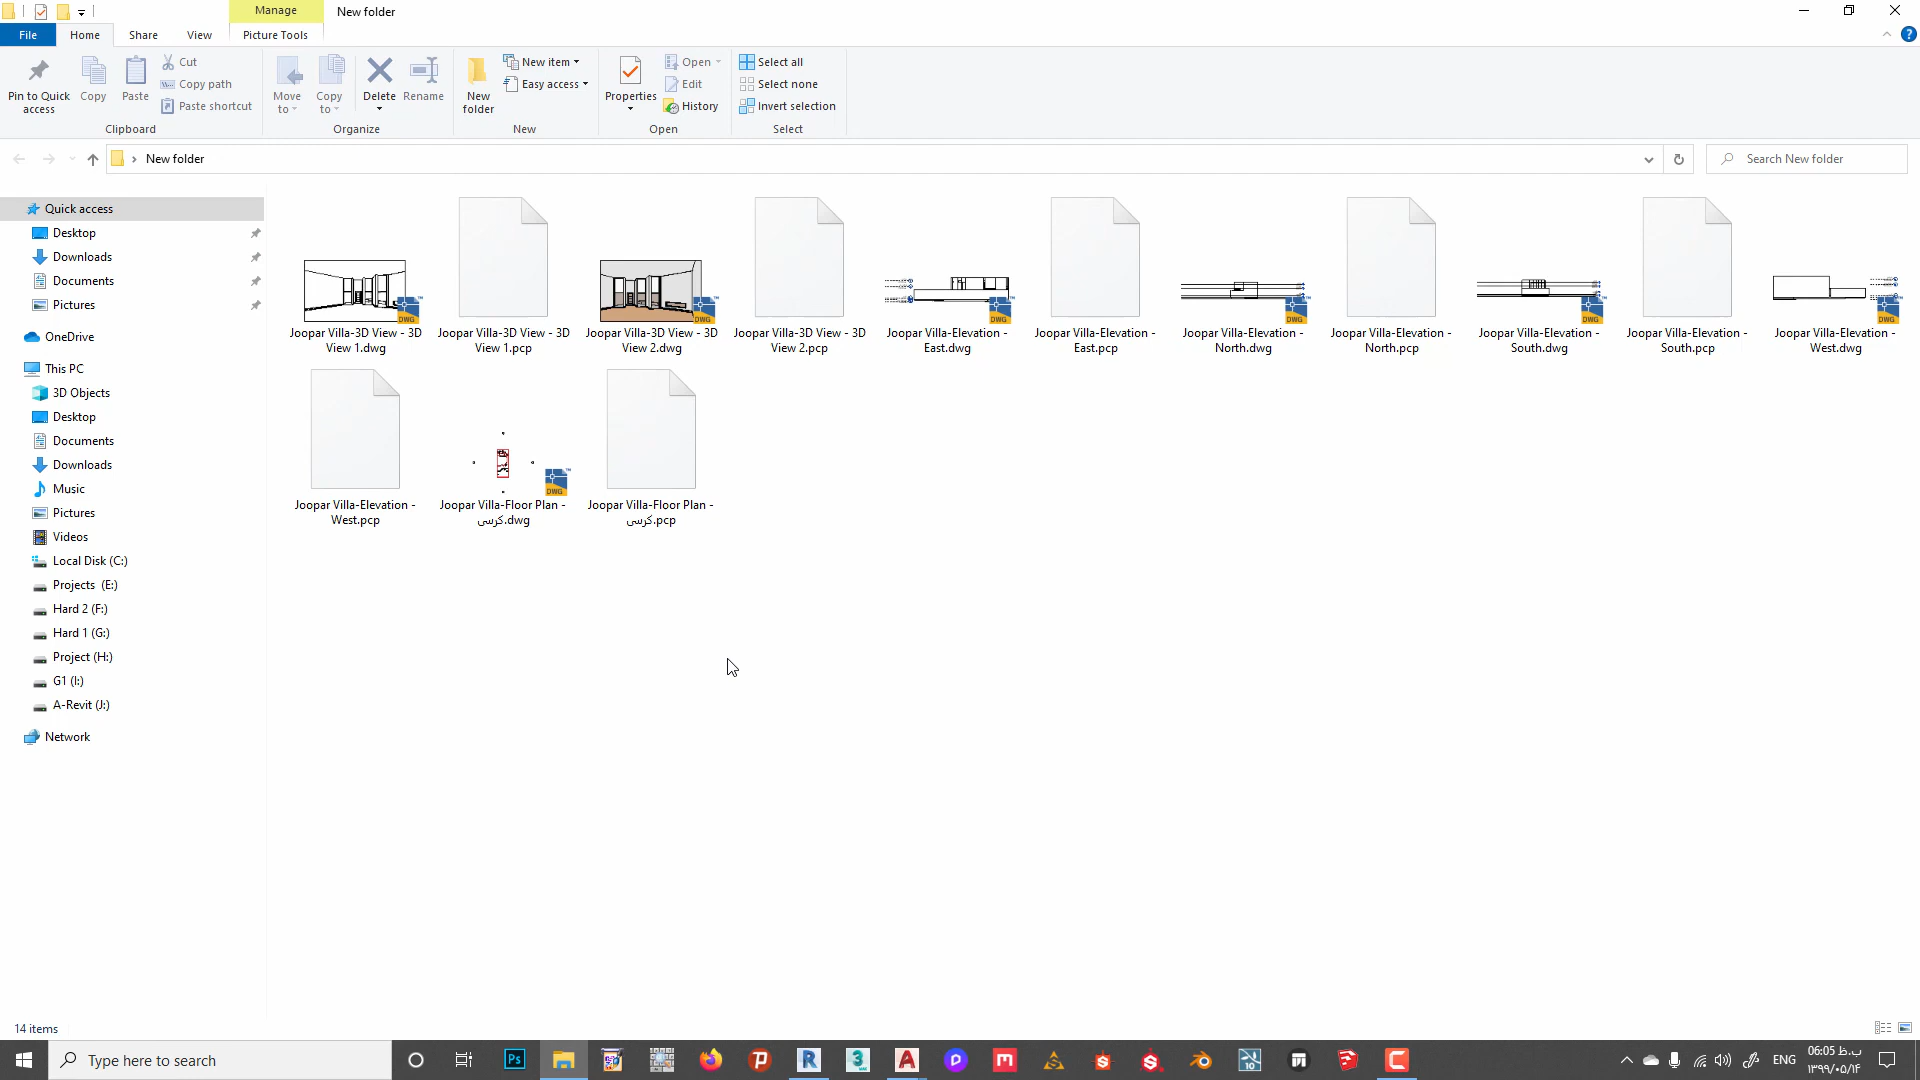 Manage
New folder
File
Home
Share
View
Picture Tools
Pin to Quick access
Copy
Paste
Cut
Copy path
Paste shortcut
Clipboard
Move to
Copy to
Delete
Rename
Organize
New folder
New item
Easy access
New
Properties
Open
Edit
History
Open
Select all
Select none
Invert selection
Select
New folder
Search New folder
Quick access
Desktop
Downloads
Documents
Pictures
OneDrive
This PC
3D Objects
Desktop
Documents
Downloads
Music
Pictures
Videos
Local Disk (C:)
Projects (E:)
Hard 2 (F:)
Hard 1 (G:)
Project (H:)
G1 (I:)
A-Revit (J:)
Network
Joopar Villa-3D View - 3D View 1.dwg
Joopar Villa-3D View - 3D View 1.pcp
Joopar Villa-3D View - 3D View 2.dwg
Joopar Villa-3D View - 3D View 2.pcp
Joopar Villa-Elevation - East.dwg
Joopar Villa-Elevation - East.pcp
Joopar Villa-Elevation - North.dwg
Joopar Villa-Elevation - North.pcp
Joopar Villa-Elevation - South.dwg
Joopar Villa-Elevation - South.pcp
Joopar Villa-Elevation - West.dwg
Joopar Villa-Elevation - West.pcp
Joopar Villa-Floor Plan - کرسی.dwg
Joopar Villa-Floor Plan - کرسی.pcp
14 items
Type here to search
ENG
06:05 ب.ظ
۱۳۹۹/۰۵/۱۴